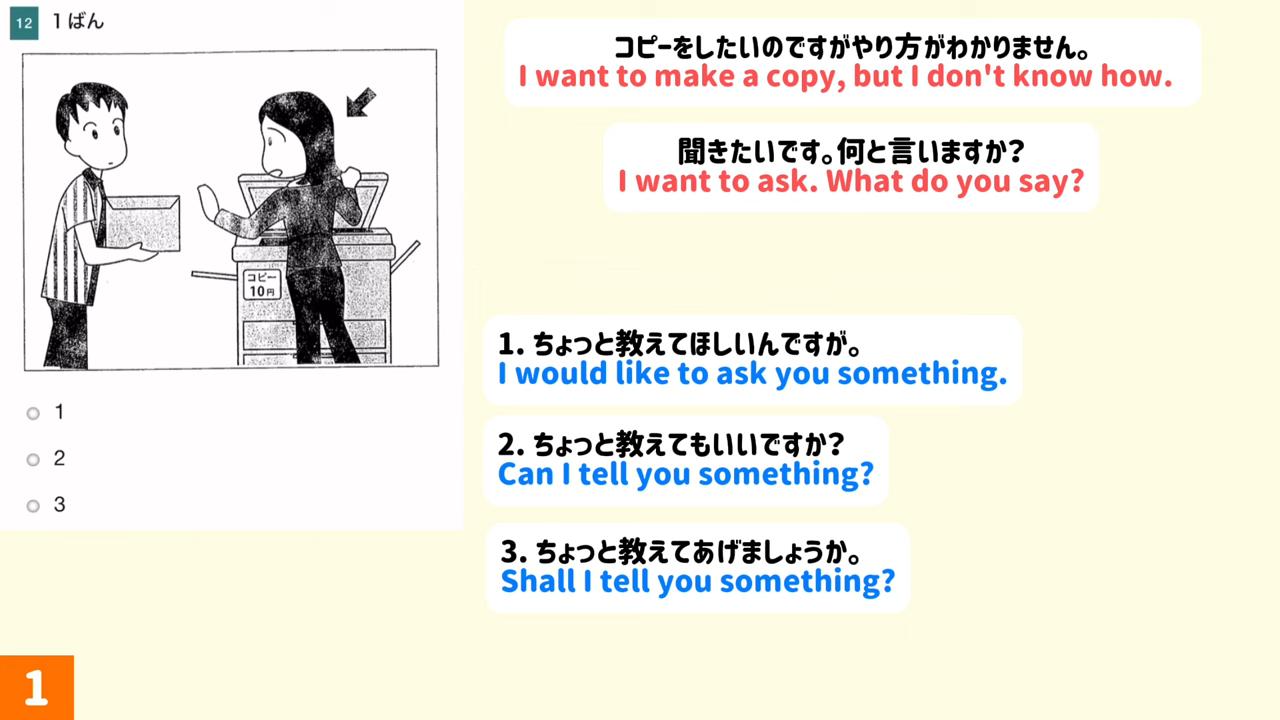 12 1ばん
コピー
10円
1
2
3
コピーをしたいのですがやり方がわかりません。
I want to make a copy, but I don't know how.
聞きたいです。何と言いますか?
I want to ask. What do you say?
1. ちょっと教えてほしいんですが。
I would like to ask you something.
2. ちょっと教えてもいいですか?
Can I tell you something?
3. ちょっと教えてあげましょうか。
Shall I tell you something?
1